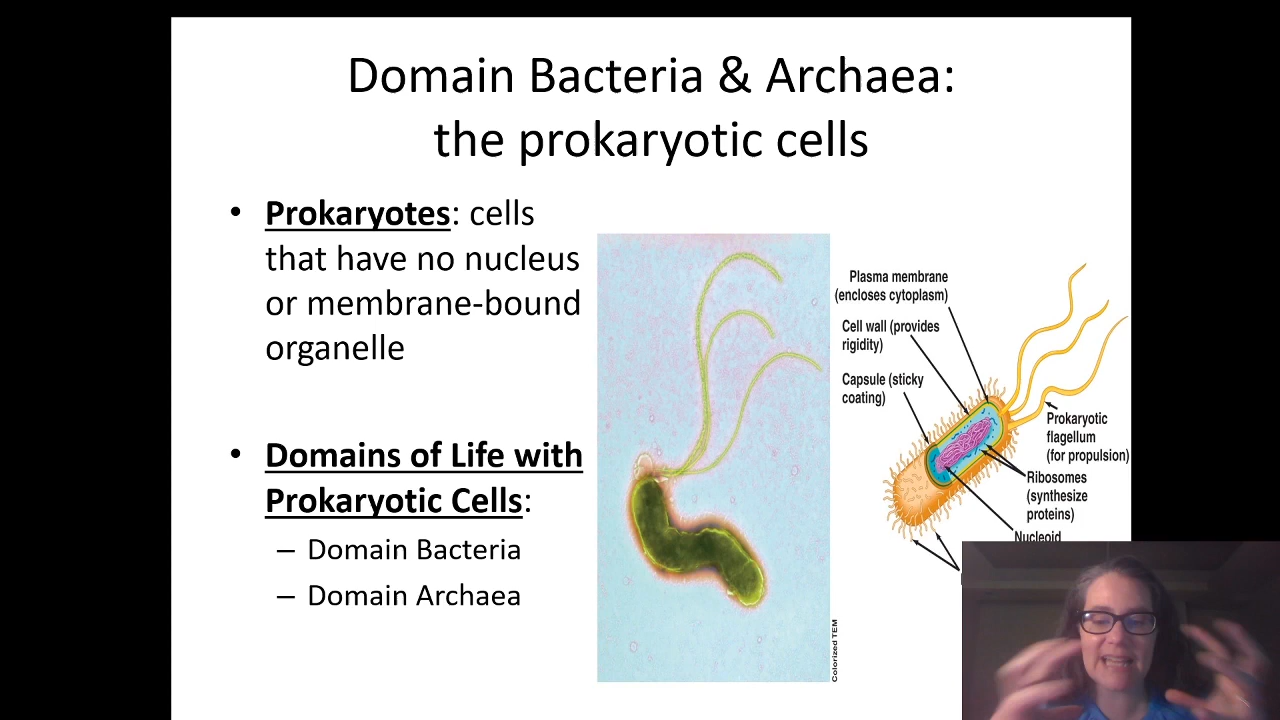 Domain Bacteria & Archaea:
the prokaryotic cells
• Prokaryotes: cells
that have no nucleus
or membrane-bound
organelle
• Domains of Life with
Prokaryotic Cells:
– Domain Bacteria
– Domain Archaea
Colorized TEM
Plasma membrane
(encloses cytoplasm)
Cell wall (provides
rigidity)
Capsule (sticky
coating)
Prokaryotic
flagellum
(for propulsion)
Ribosomes
(synthesize
proteins)
Nucleoid